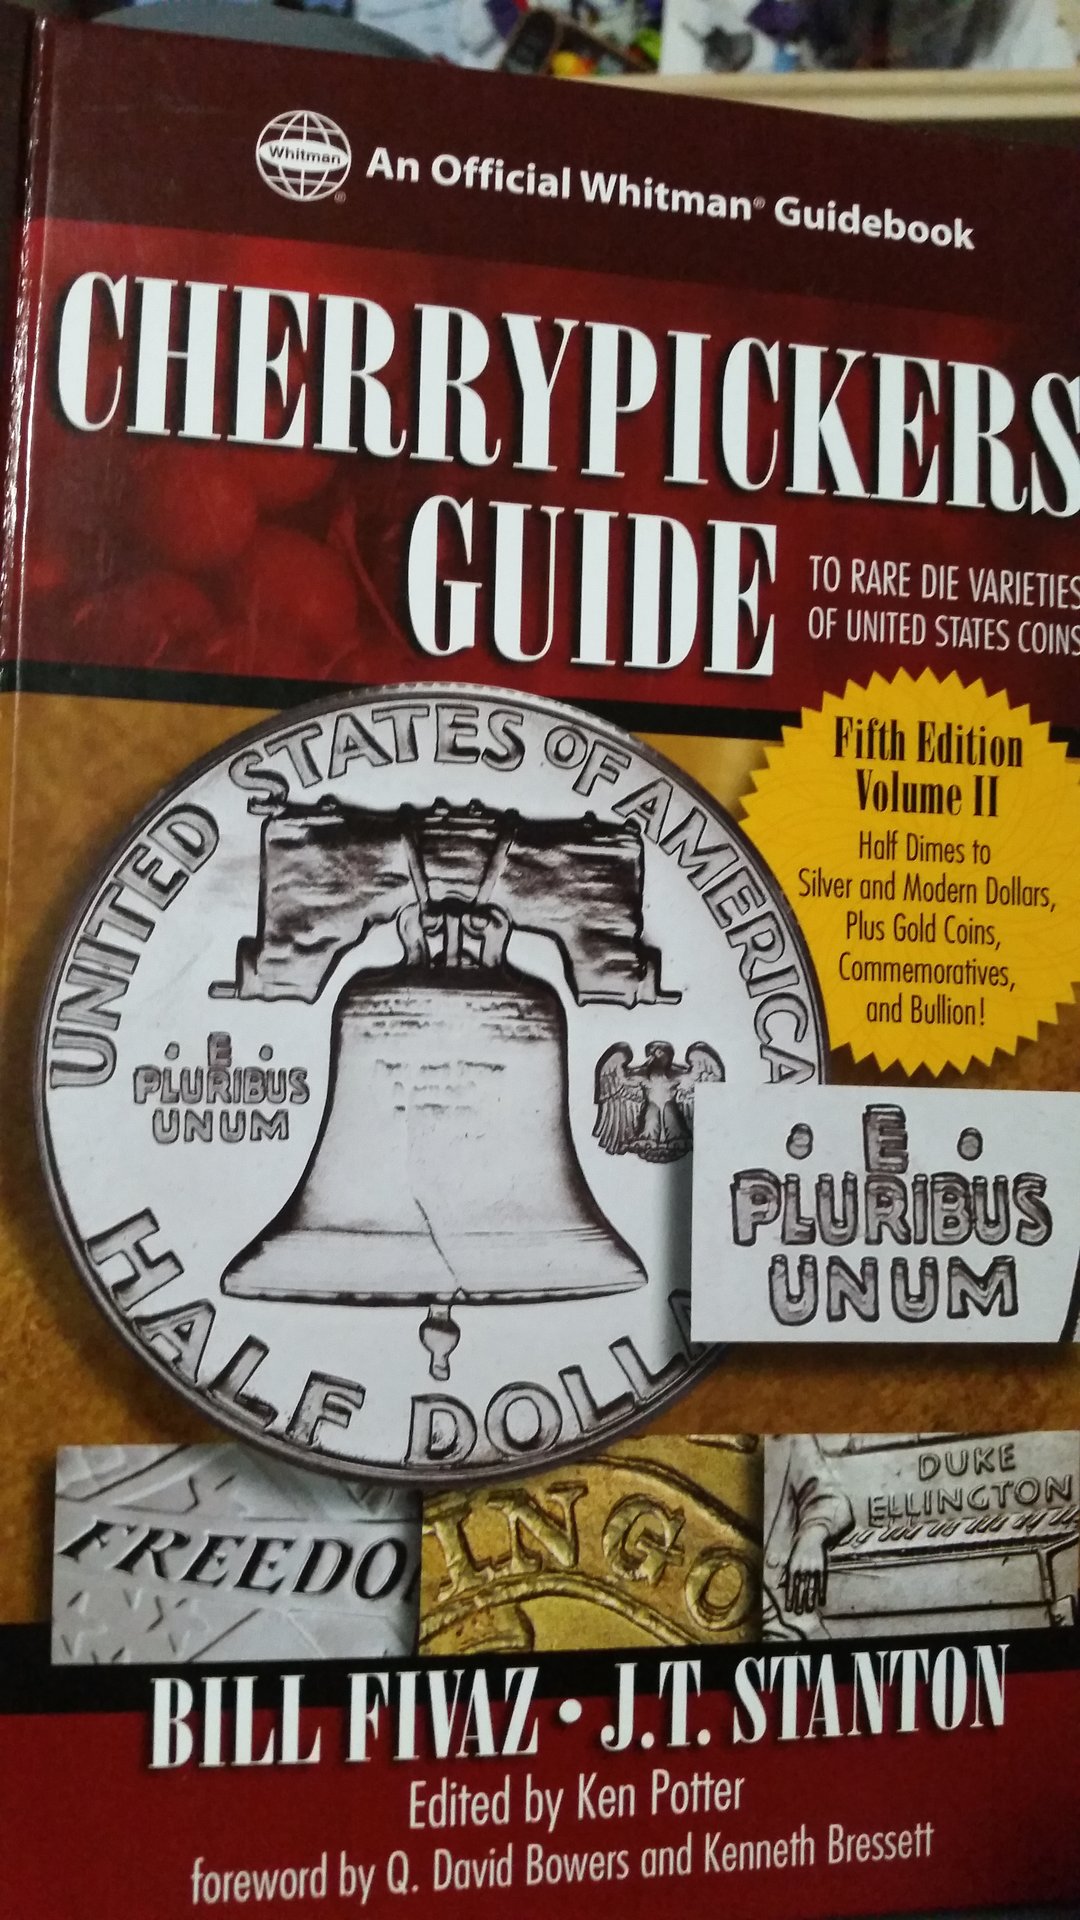 Whitman
An Official Whitman® Guidebook
CHERRYPICKERS
GUIDE
TO RARE DIE VARIETIES
OF UNITED STATES COINS
Fifth Edition
Volume II
Half Dimes to
Silver and Modern Dollars,
Plus Gold Coins,
Commemoratives,
and Bullion!
UNITED STATES OF AMERICA
E
PLURIBUS
UNUM
HALF DOLLA
E
PLURIBUS
UNUM
FREEDO
INGO
DUKE
ELLINGTON
BILL FIVAZ • J.T. STANTON
Edited by Ken Potter
foreword by Q. David Bowers and Kenneth Bressett